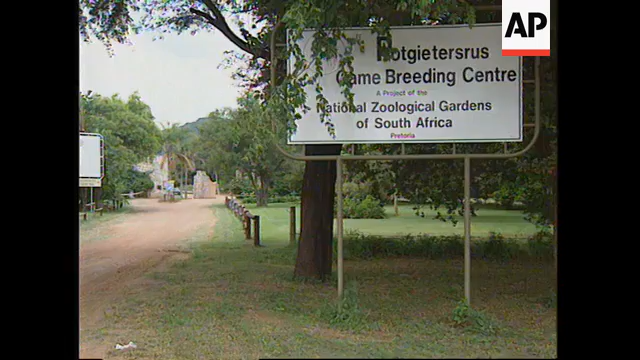 AP
Potgietersrus
Game Breeding Centre
A Project of the
National Zoological Gardens
of South Africa
Pretoria